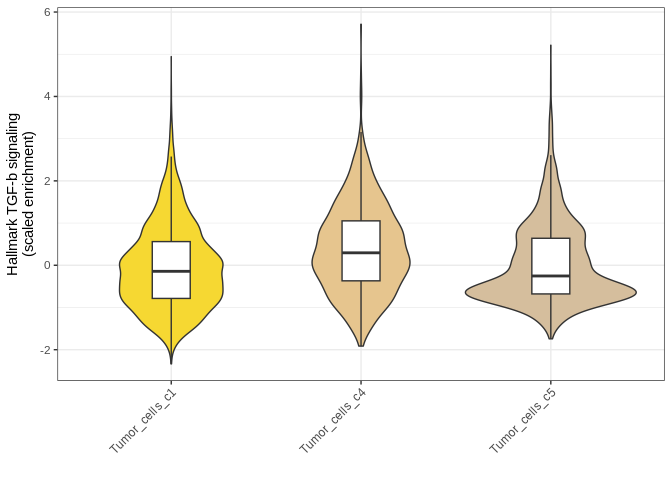 Hallmark TGF-b signaling
(scaled enrichment)
6
4
2
0
-2
Tumor_cells_c1
Tumor_cells_c4
Tumor_cells_c5